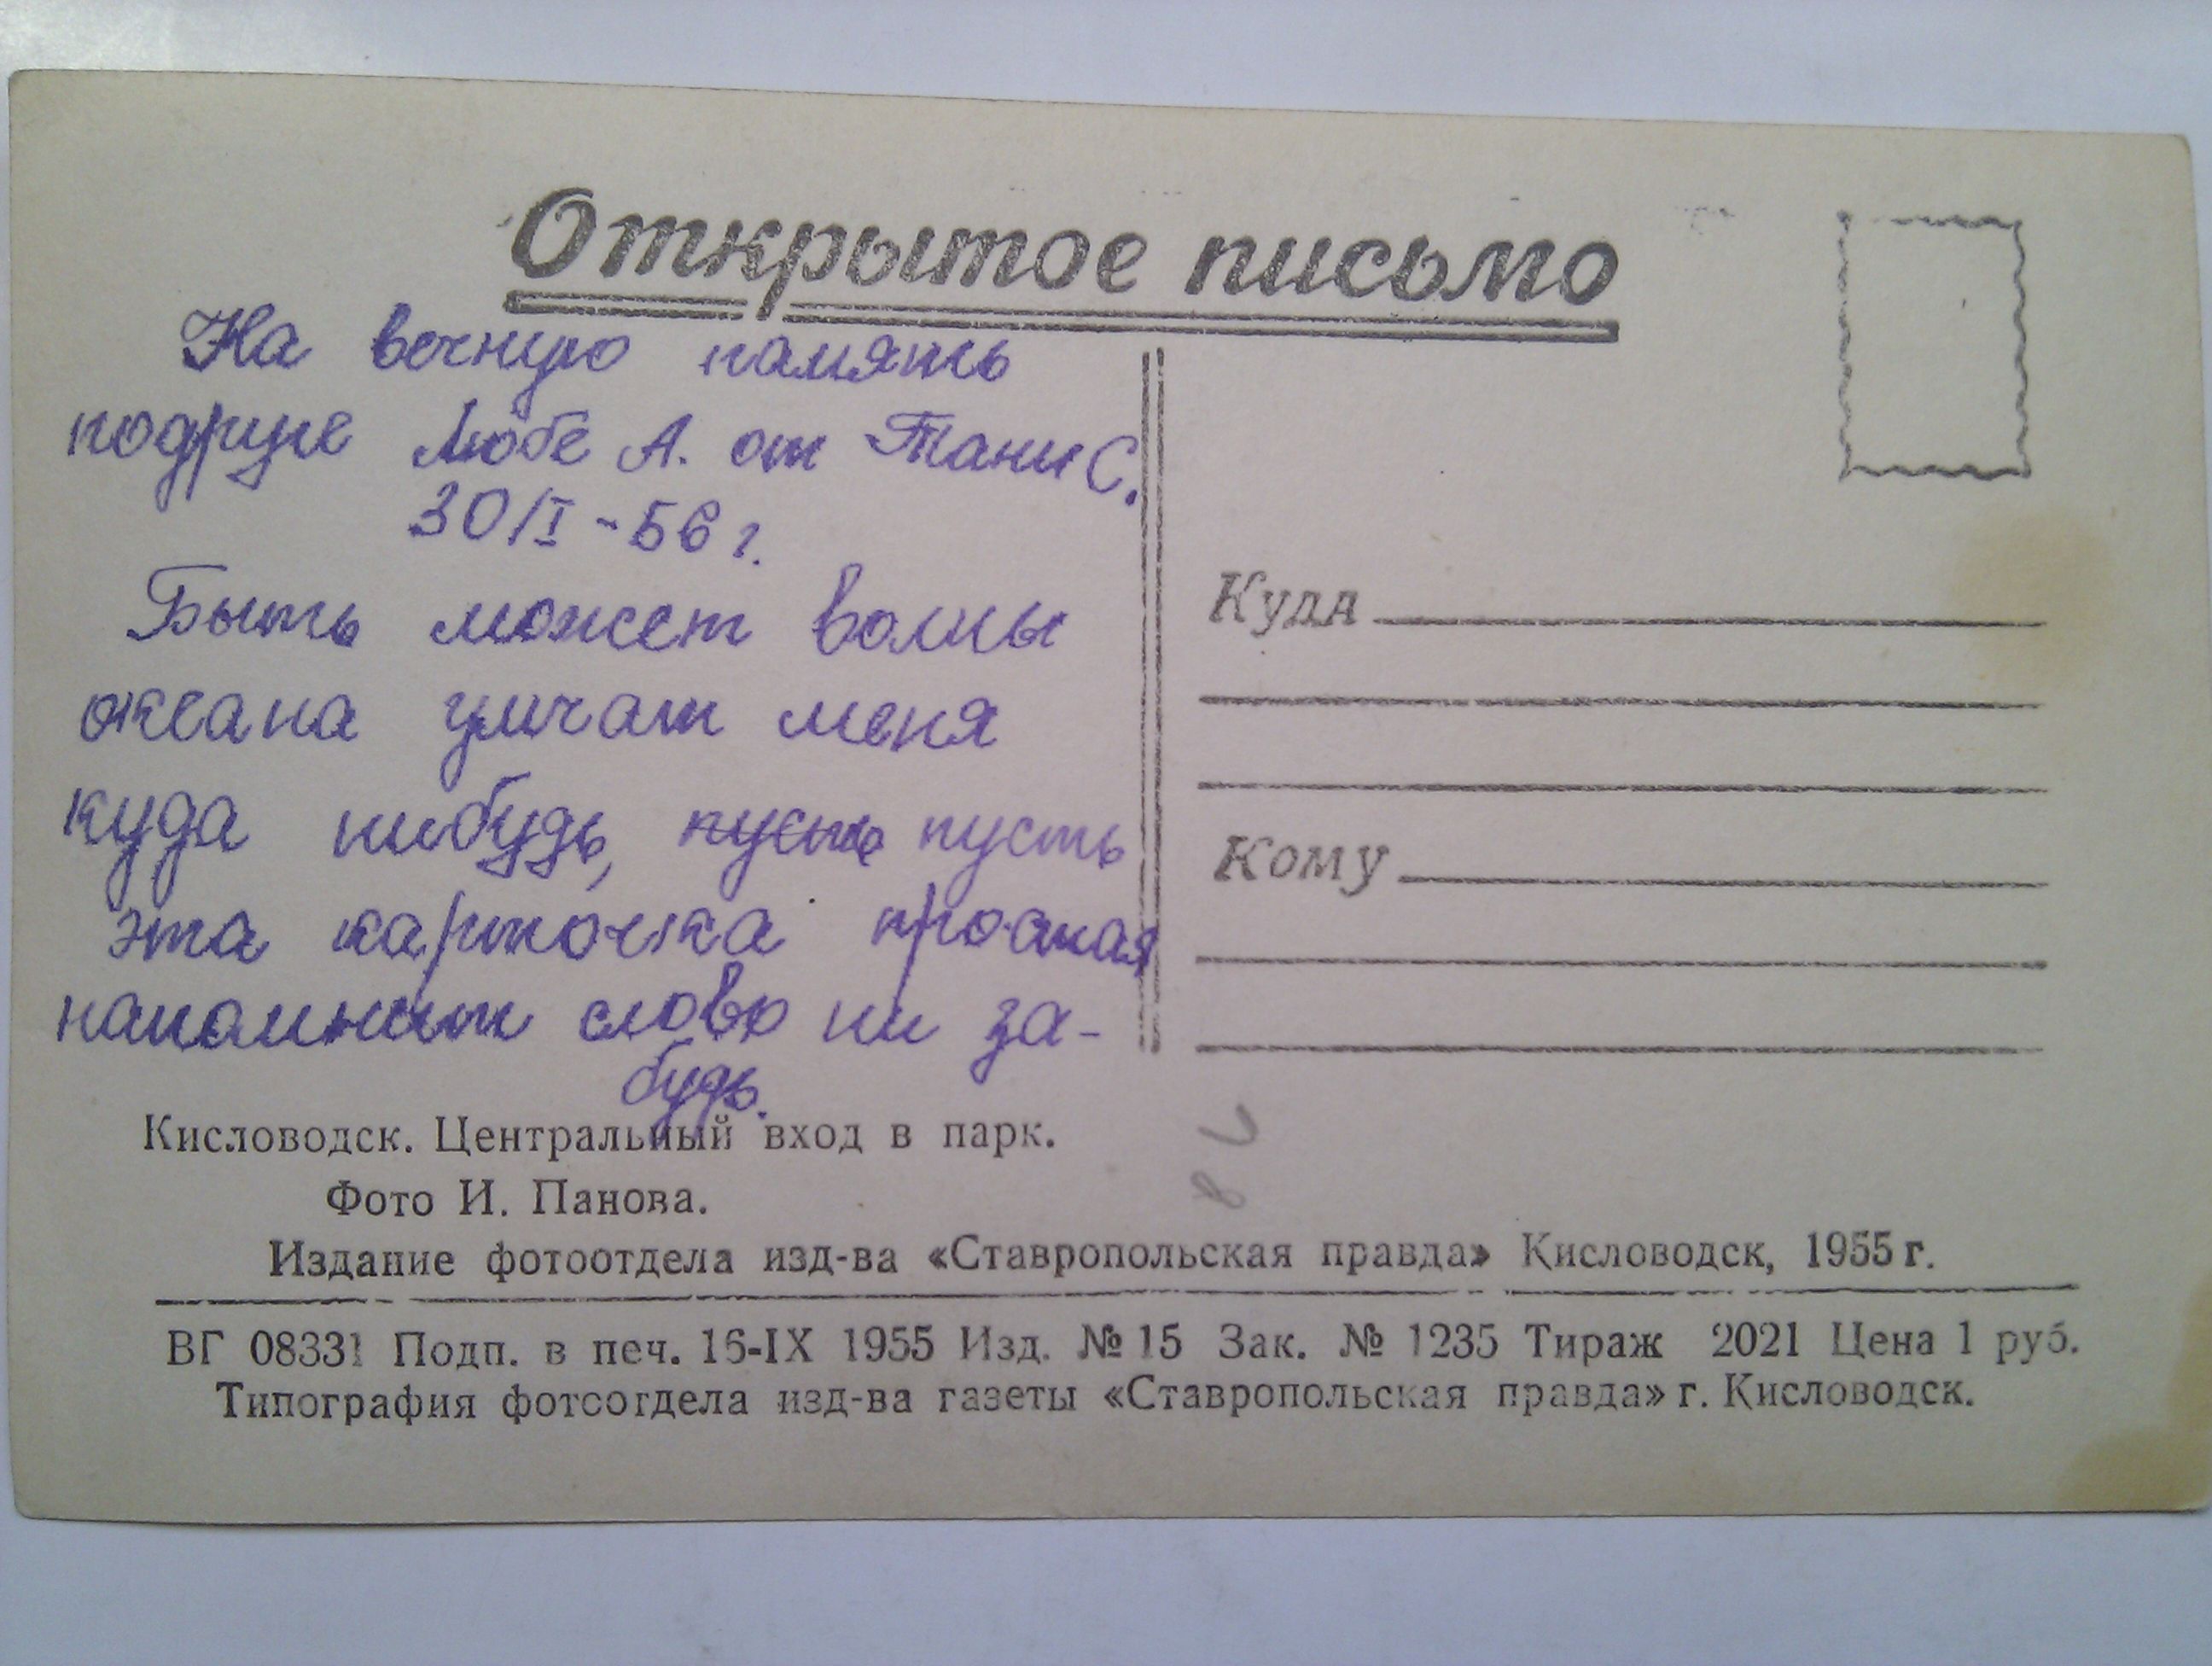 Открытое письмо
На вечную память
подруге Любе А. от Тани С.
30/I - 56 г.
Быть может волны
океана умчат меня
куда нибудь, пусть пусть
эта карточка простая
напомнит слово ни за-
будь.
Куда
Кому
Кисловодск. Центральный вход в парк.
Фото И. Панова.
Издание фотоотдела изд-ва «Ставропольская правда» Кисловодск, 1955 г.
ВГ 08331 Подп. в печ. 16-IX 1955 Изд. № 15 Зак. № 1235 Тираж 2021 Цена 1 руб.
Типография фотоотдела изд-ва газеты «Ставропольская правда» г. Кисловодск.